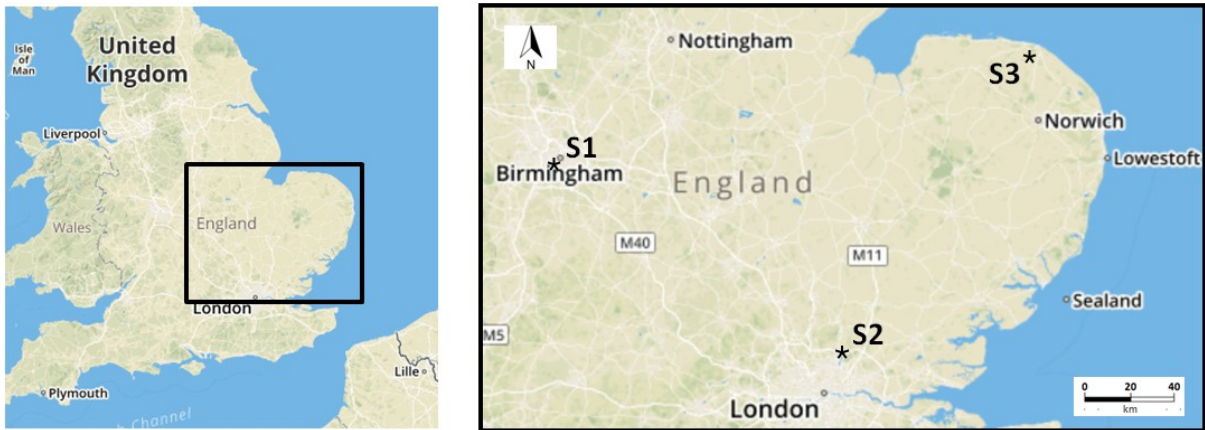 Isle
of
Man
United
Kingdom
Liverpool
Wales
England
London
Lille
Plymouth
Channel
N
Nottingham
S3
Norwich
S1
Birmingham
England
Lowestoft
M40
M11
Sealand
M5
S2
London
0 20 40
km